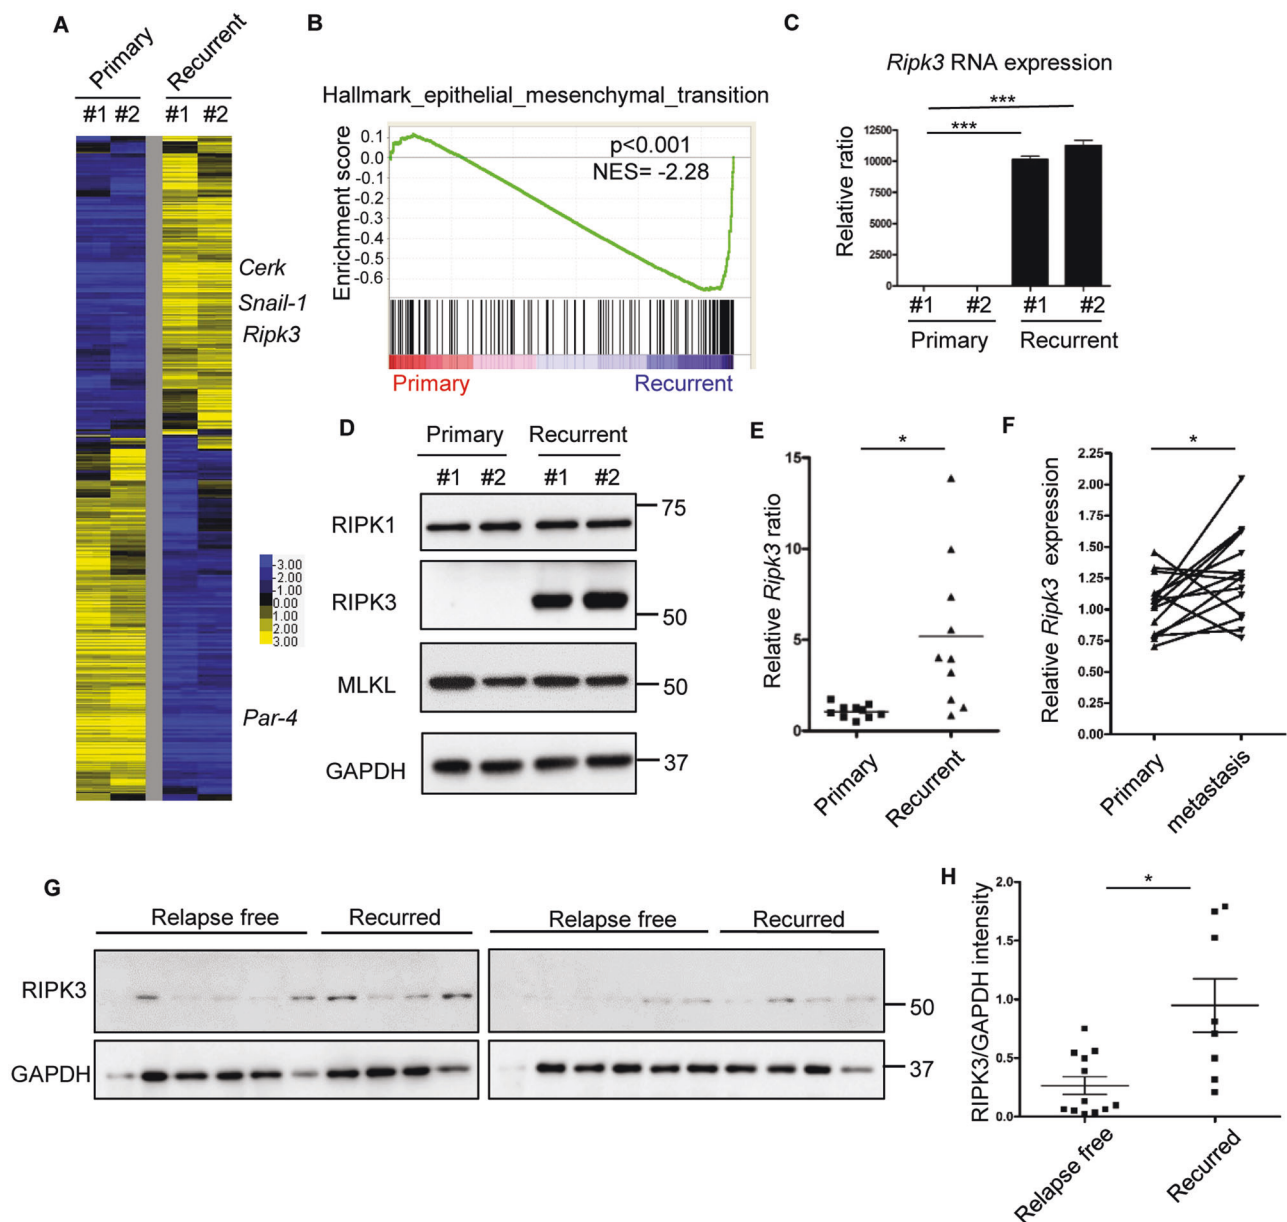 A
Primary
Recurrent
#1 #2
#1 #2
Cerk
Snail-1
Ripk3
Par-4
-3.00
-2.00
-1.00
0.00
1.00
2.00
3.00
B
Hallmark_epithelial_mesenchymal_transition
p<0.001
NES= -2.28
Enrichment score
0.1
0.0
-0.1
-0.2
-0.3
-0.4
-0.5
-0.6
Primary
Recurrent
C
Ripk3 RNA expression
***
***
Relative ratio
12500
10000
7500
5000
2500
0
#1 #2 #1 #2
Primary Recurrent
D
Primary Recurrent
#1 #2 #1 #2
RIPK1
75
RIPK3
50
MLKL
50
GAPDH
37
E
*
Relative Ripk3 ratio
15
10
5
0
Primary
Recurrent
F
*
Relative Ripk3 expression
2.25
2.00
1.75
1.50
1.25
1.00
0.75
0.50
0.25
0.00
Primary
metastasis
G
Relapse free Recurred Relapse free Recurred
RIPK3
50
GAPDH
37
H
*
RIPK3/GAPDH intensity
2.0
1.5
1.0
0.5
0.0
Relapse free
Recurred